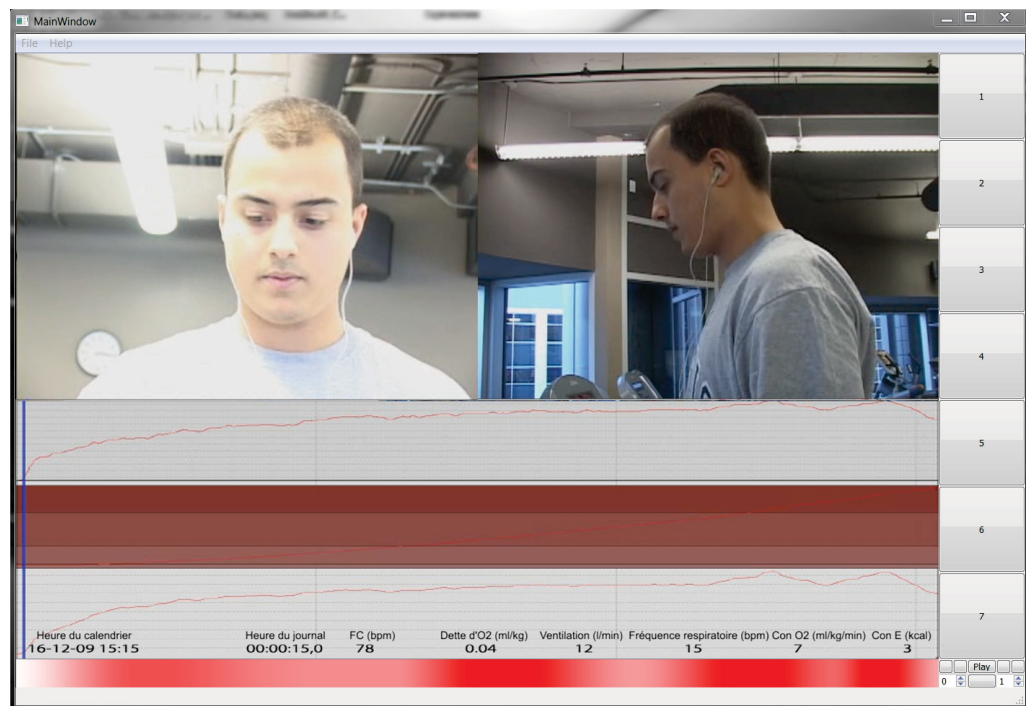 MainWindow
File Help
1
2
3
4
5
6
7
Heure du calendrier Heure du journal FC (bpm) Dette d'O2 (ml/kg) Ventilation (l/min) Fréquence respiratoire (bpm) Con O2 (ml/kg/min) Con E (kcal)
16-12-09 15:15 00:00:15,0 78 0.04 12 15 7 3
Play
0 1